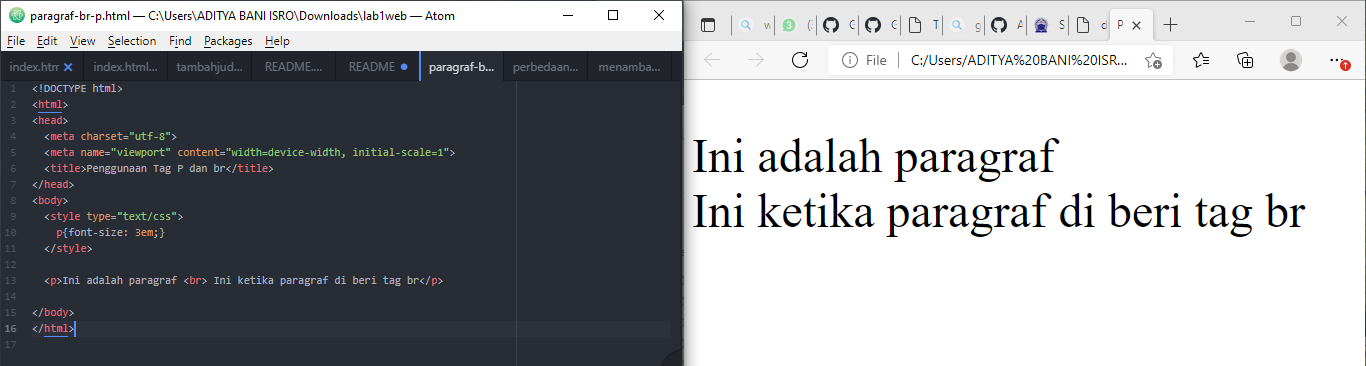 paragraf-br-p.html — C:\Users\ADITYA BANI ISRO\Downloads\lab1web — Atom
File Edit View Selection Find Packages Help
index.htm index.html... tambahjud... README.... README paragraf-b... perbedaan... menamba...
1 <!DOCTYPE html>
2 <html>
3 <head>
4 <meta charset="utf-8">
5 <meta name="viewport" content="width=device-width, initial-scale=1">
6 <title>Penggunaan Tag P dan br</title>
7 </head>
8 <body>
9 <style type="text/css">
10 p{font-size: 3em;}
11 </style>
12
13 <p>Ini adalah paragraf <br> Ini ketika paragraf di beri tag br</p>
14
15 </body>
16 </html>
17
w (3 G G T g A S d P
File C:/Users/ADITYA%20BANI%20ISR...
Ini adalah paragraf
Ini ketika paragraf di beri tag br